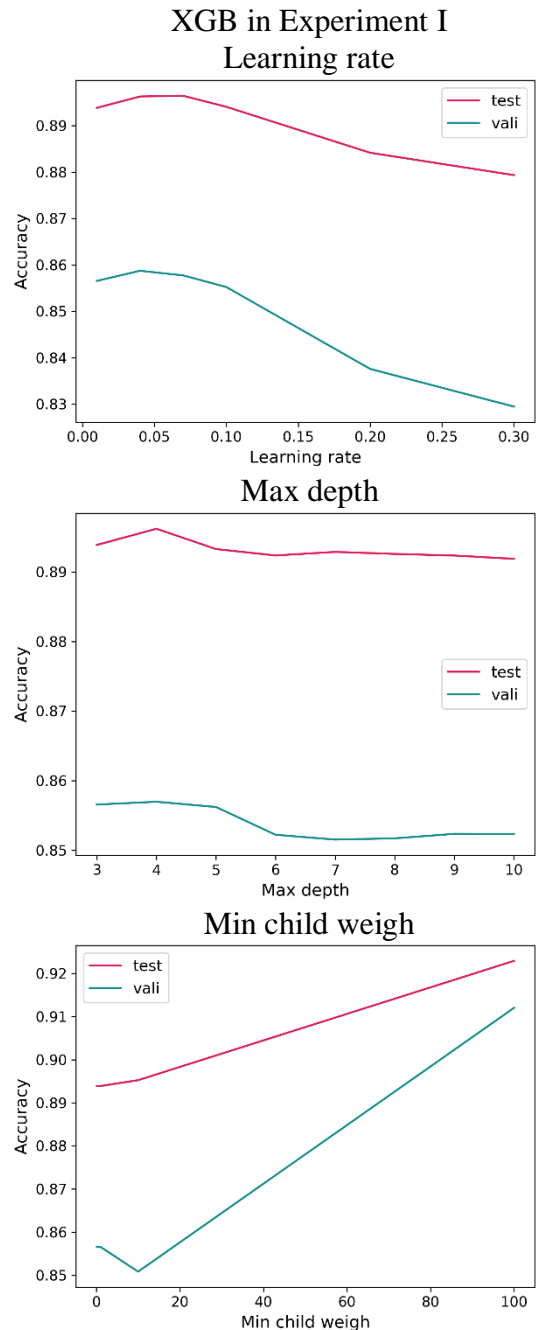 XGB in Experiment I
Learning rate
test
vali
0.89
0.88
0.87
0.86
0.85
0.84
0.83
Accuracy
0.00 0.05 0.10 0.15 0.20 0.25 0.30
Learning rate
Max depth
0.89
0.88
0.87
0.86
0.85
Accuracy
test
vali
3 4 5 6 7 8 9 10
Max depth
Min child weigh
test
vali
0.92
0.91
0.90
0.89
0.88
0.87
0.86
0.85
Accuracy
0 20 40 60 80 100
Min child weigh